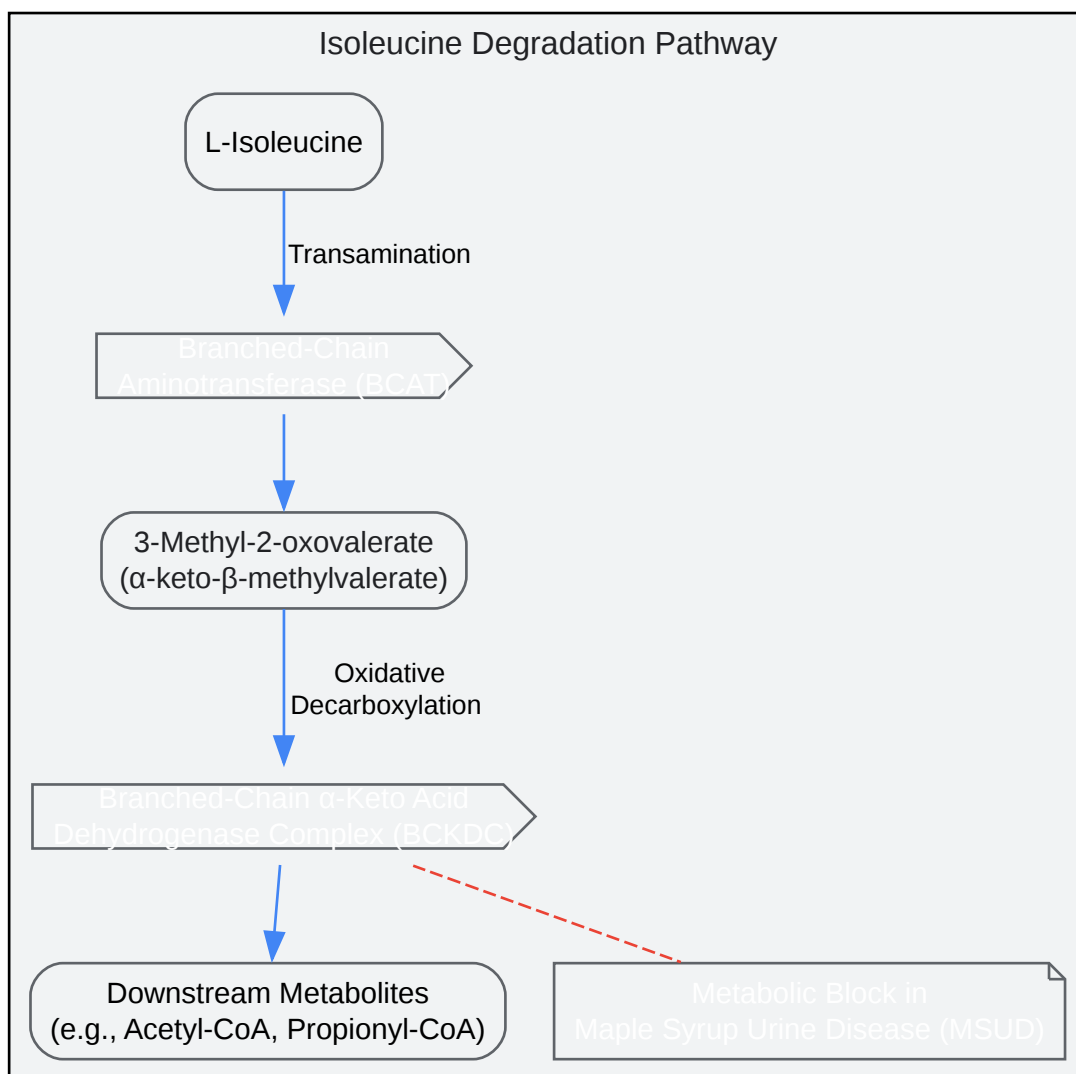 Isoleucine Degradation Pathway
L-Isoleucine
Transamination
Branched-Chain
Aminotransferase (BCAT)
3-Methyl-2-oxovalerate
(α-keto-β-methylvalerate)
Oxidative
Decarboxylation
Branched-Chain α-Keto Acid
Dehydrogenase Complex (BCKDC)
Downstream Metabolites
(e.g., Acetyl-CoA, Propionyl-CoA)
Metabolic Block in
Maple Syrup Urine Disease (MSUD)